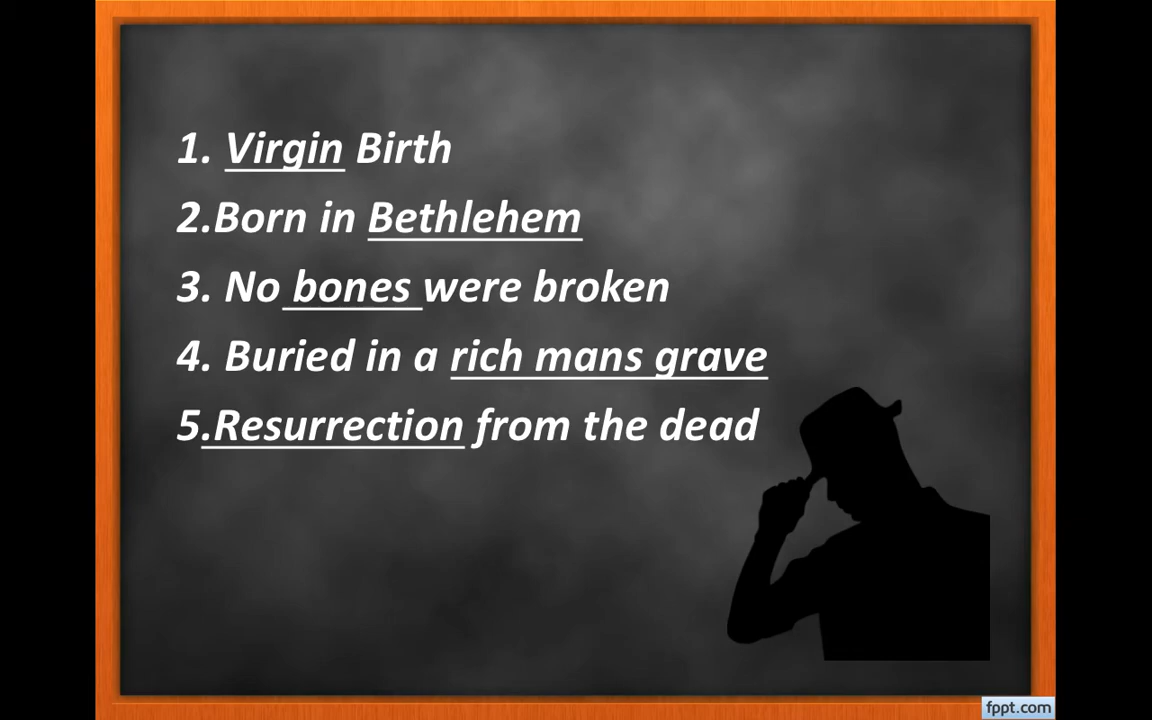 1. Virgin Birth
2.Born in Bethlehem
3. No bones were broken
4. Buried in a rich mans grave
5.Resurrection from the dead
fppt.com